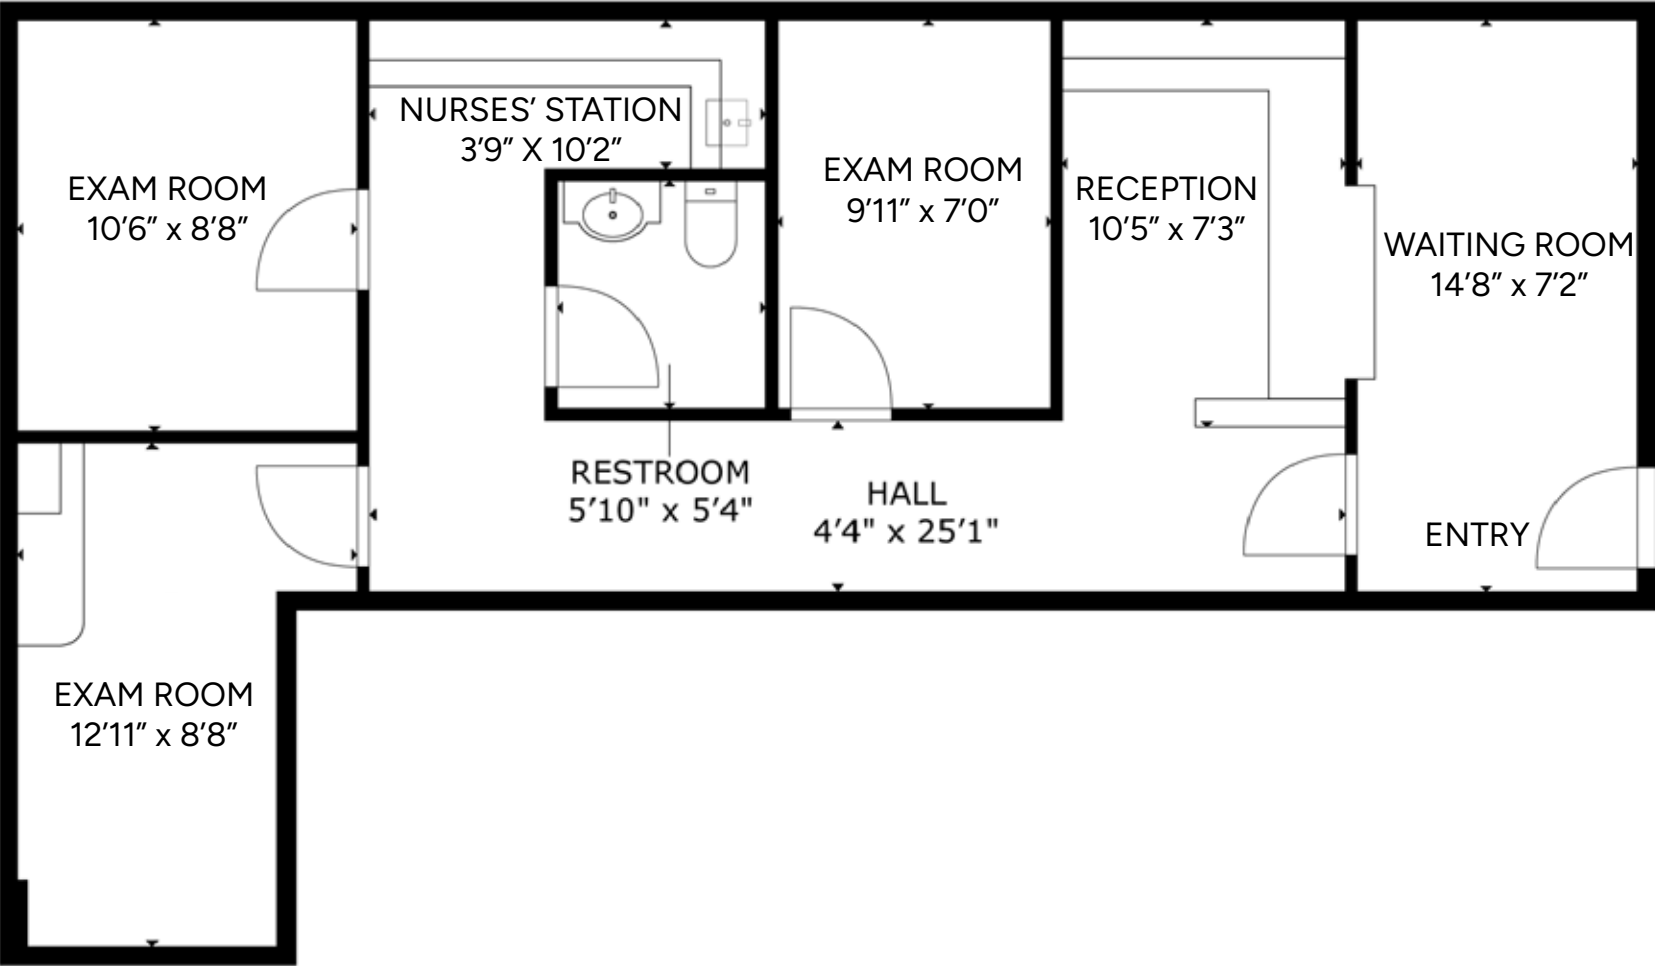 NURSES’ STATION
3’9” X 10’2”
EXAM ROOM
10’6” x 8’8”
EXAM ROOM
9’11” x 7’0”
RECEPTION
10’5” x 7’3”
WAITING ROOM
14’8” x 7’2”
RESTROOM
5’10" x 5’4"
HALL
4’4" x 25’1"
ENTRY
EXAM ROOM
12’11” x 8’8”